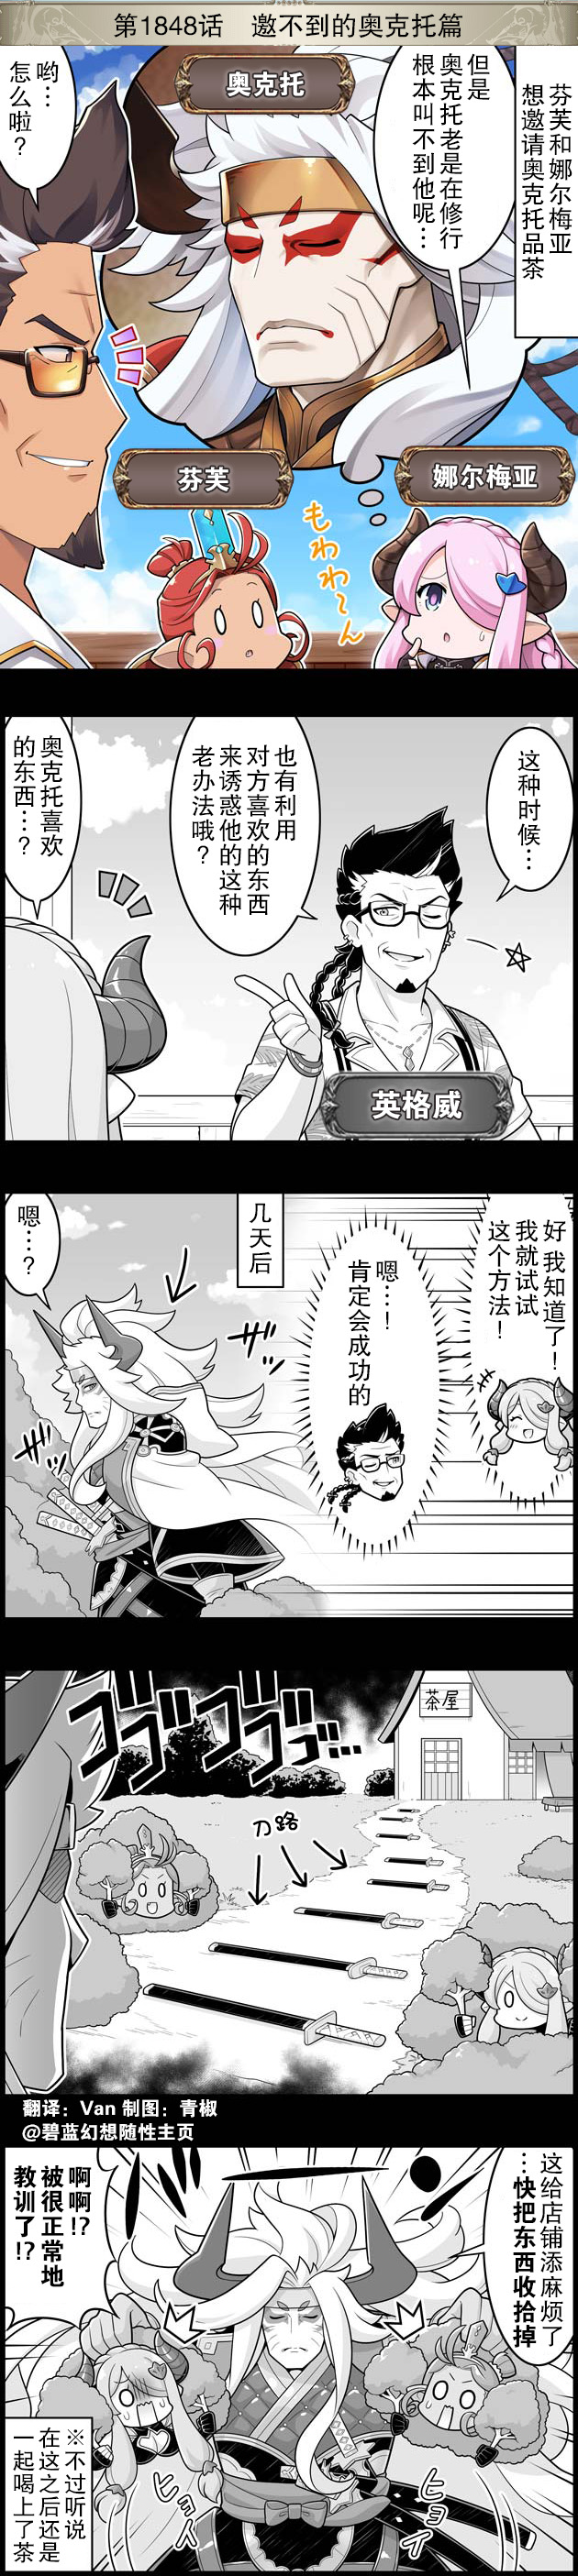 第1848话　邀不到的奥克托篇
芬芙和娜尔梅亚
想邀请奥克托品茶
奥克托
但是
奥克托老是在修行
根本叫不到他呢…
哟…
怎么啦？
芬芙
娜尔梅亚
もわわ～ん
这种时候…
也有利用
对方喜欢的东西
来诱惑他的这种
老办法哦？
奥克托喜欢
的东西…？
英格威
好 我知道了！
我就试试
这个方法！
嗯…！
肯定会成功的
几天后
ザッ
ザッ
嗯…？
ゴゴゴゴゴ…
茶屋
刀路
翻译：Van 制图：青椒
@碧蓝幻想随性主页
这给店铺添麻烦了
…快把东西收拾掉
啊啊!?
被很正常地
教训了!?
ヒョイ
ヒョイ
※不过听说
在这之后还是
一起喝上了茶